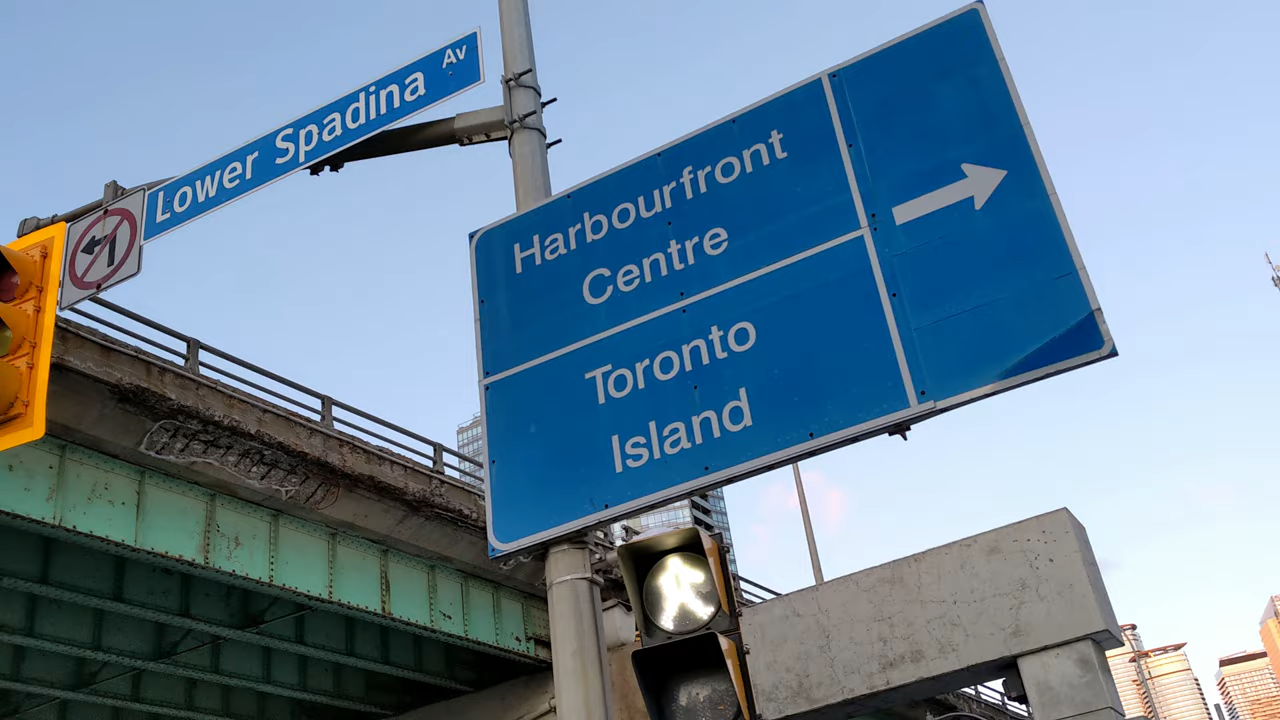 Lower Spadina Av
Harbourfront
Centre
Toronto
Island